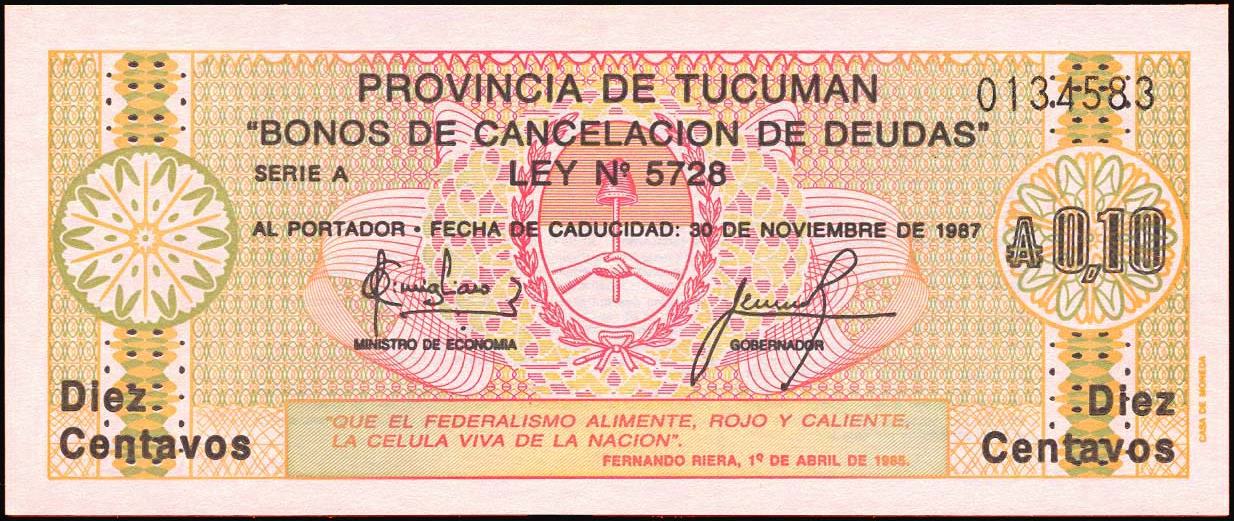 PROVINCIA DE TUCUMAN
0134583
"BONOS DE CANCELACION DE DEUDAS"
SERIE A
LEY Nº 5728
AL PORTADOR • FECHA DE CADUCIDAD: 30 DE NOVIEMBRE DE 1987
₳ 0,10
MINISTRO DE ECONOMIA
GOBERNADOR
Diez
Centavos
Diez
Centavos
"QUE EL FEDERALISMO ALIMENTE, ROJO Y CALIENTE,
LA CELULA VIVA DE LA NACION".
FERNANDO RIERA, 1º DE ABRIL DE 1985.
CASA DE MONEDA